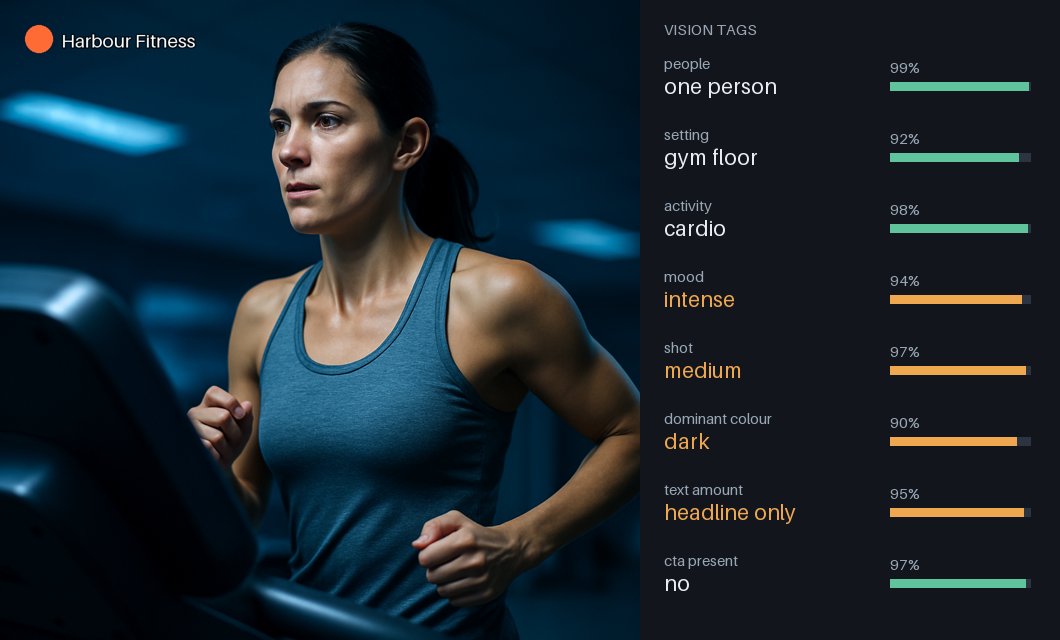 Harbour Fitness
VISION TAGS
people
one person
99%
setting
gym floor
92%
activity
cardio
98%
mood
intense
94%
shot
medium
97%
dominant colour
dark
90%
text amount
headline only
95%
cta present
no
97%